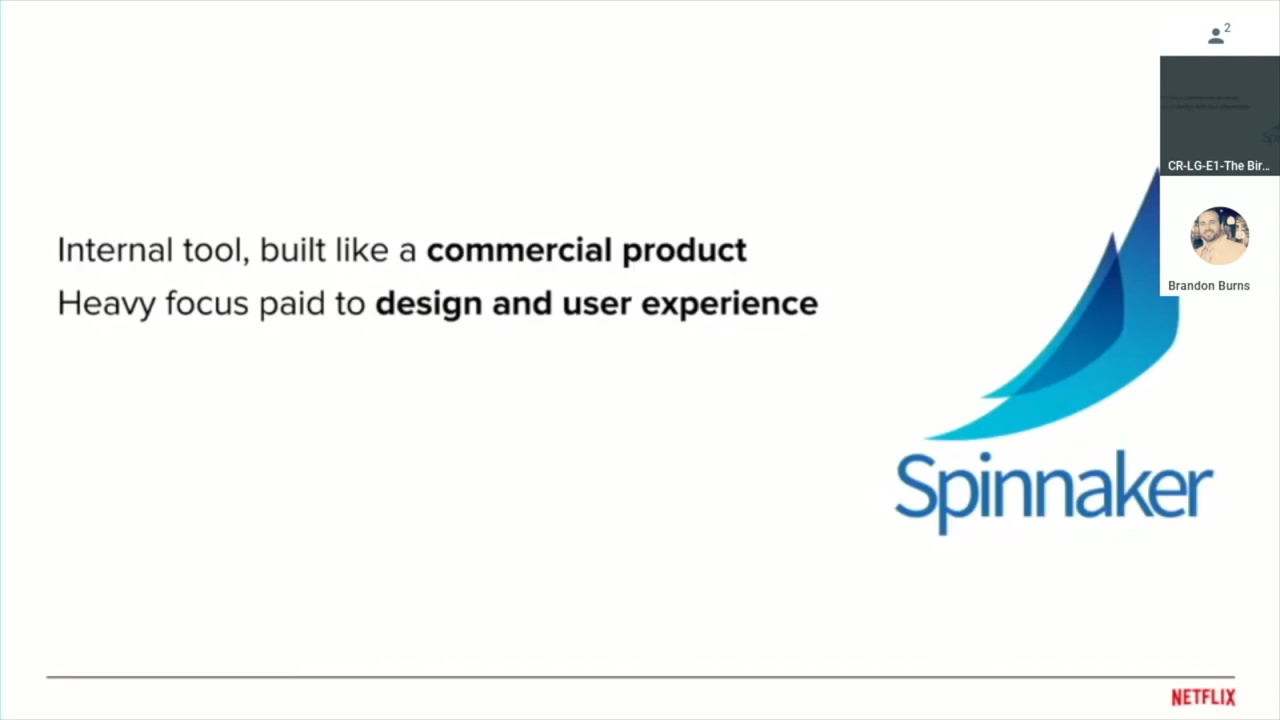 2
CR-LG-E1-The Bir...
Brandon Burns
Internal tool, built like a commercial product
Heavy focus paid to design and user experience
Spinnaker
NETFLIX